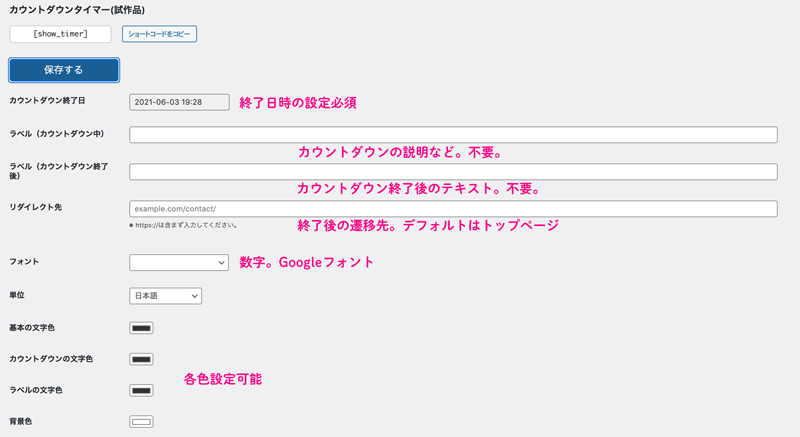 カウントダウンタイマー(試作品)
[show_timer]
ショートコードをコピー
保存する
カウントダウン終了日
2021-06-03 19:28
終了日時の設定必須
ラベル（カウントダウン中）
カウントダウンの説明など。不要。
ラベル（カウントダウン終了
後）
カウントダウン終了後のテキスト。不要。
リダイレクト先
example.com/contact/
● https://は含まず入力してください。
終了後の遷移先。デフォルトはトップページ
フォント
数字。Googleフォント
単位
日本語
基本の文字色
カウントダウンの文字色
各色設定可能
ラベルの文字色
背景色